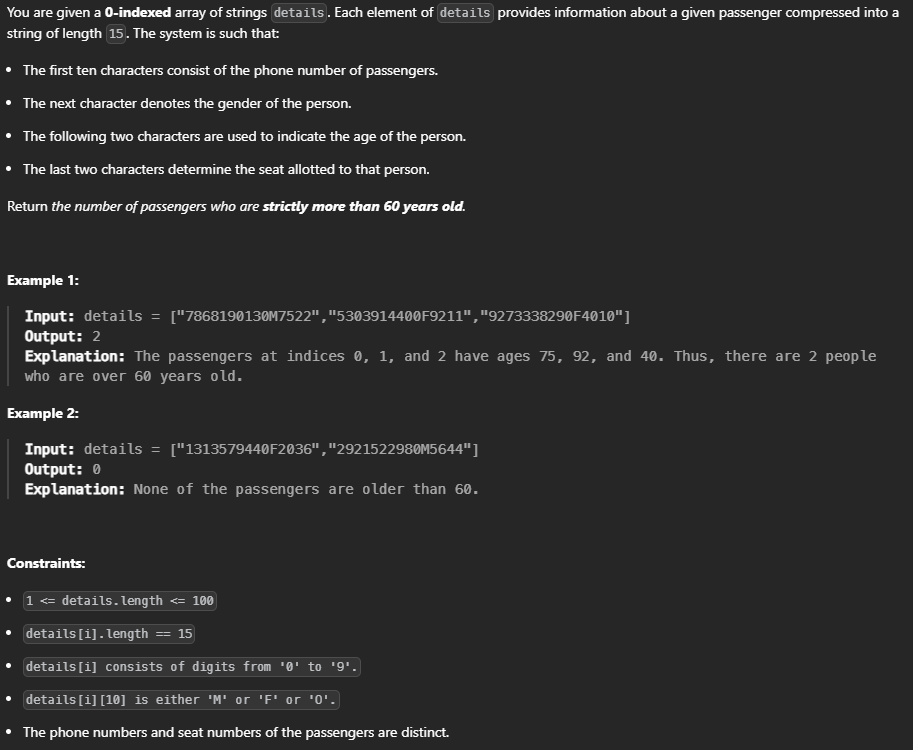 You are given a 0-indexed array of strings details. Each element of details provides information about a given passenger compressed into a
string of length 15. The system is such that:
• The first ten characters consist of the phone number of passengers.
• The next character denotes the gender of the person.
• The following two characters are used to indicate the age of the person.
• The last two characters determine the seat allotted to that person.
Return the number of passengers who are strictly more than 60 years old.
Example 1:
Input: details = ["7868190130M7522","5303914400F9211","9273338290F4010"]
Output: 2
Explanation: The passengers at indices 0, 1, and 2 have ages 75, 92, and 40. Thus, there are 2 people
who are over 60 years old.
Example 2:
Input: details = ["1313579440F2036","2921522980M5644"]
Output: 0
Explanation: None of the passengers are older than 60.
Constraints:
• 1 <= details.length <= 100
• details[i].length == 15
• details[i] consists of digits from '0' to '9'.
• details[i][10] is either 'M' or 'F' or 'O'.
• The phone numbers and seat numbers of the passengers are distinct.